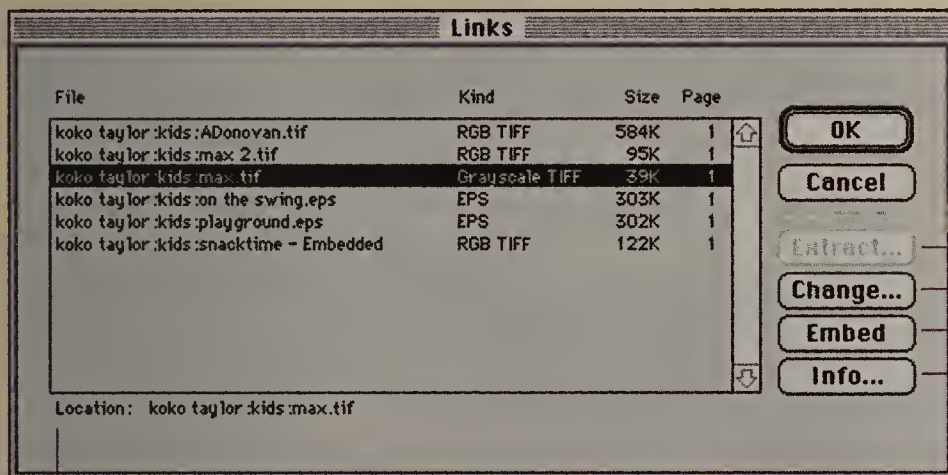 Links
File Kind Size Page
koko taylor:kids:ADonovan.tif RGB TIFF 584K 1
koko taylor:kids:max 2.tif RGB TIFF 95K 1
koko taylor:kids:max.tif Grayscale TIFF 39K 1
koko taylor:kids:on the swing.eps EPS 303K 1
koko taylor:kids:playground.eps EPS 302K 1
koko taylor:kids:snacktime - Embedded RGB TIFF 122K 1
OK
Cancel
Extract...
Change...
Embed
Info...
Location: koko taylor:kids:max.tif